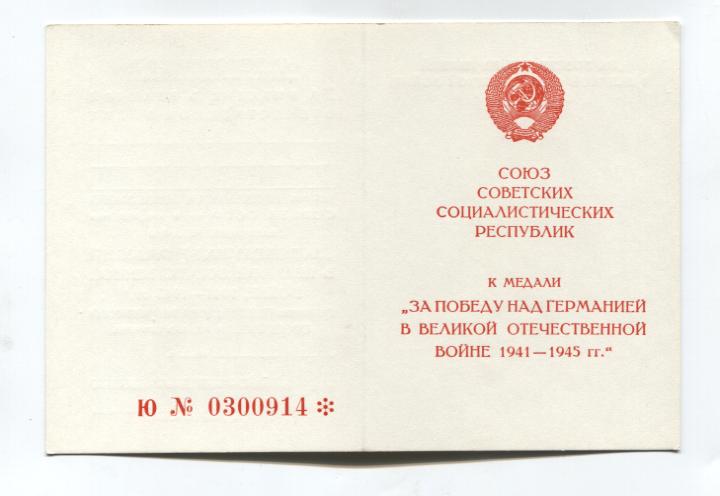 Ю № 0300914
СОЮЗ
СОВЕТСКИХ
СОЦИАЛИСТИЧЕСКИХ
РЕСПУБЛИК
К МЕДАЛИ
„ЗА ПОБЕДУ НАД ГЕРМАНИЕЙ
В ВЕЛИКОЙ ОТЕЧЕСТВЕННОЙ
ВОЙНЕ 1941—1945 гг.“